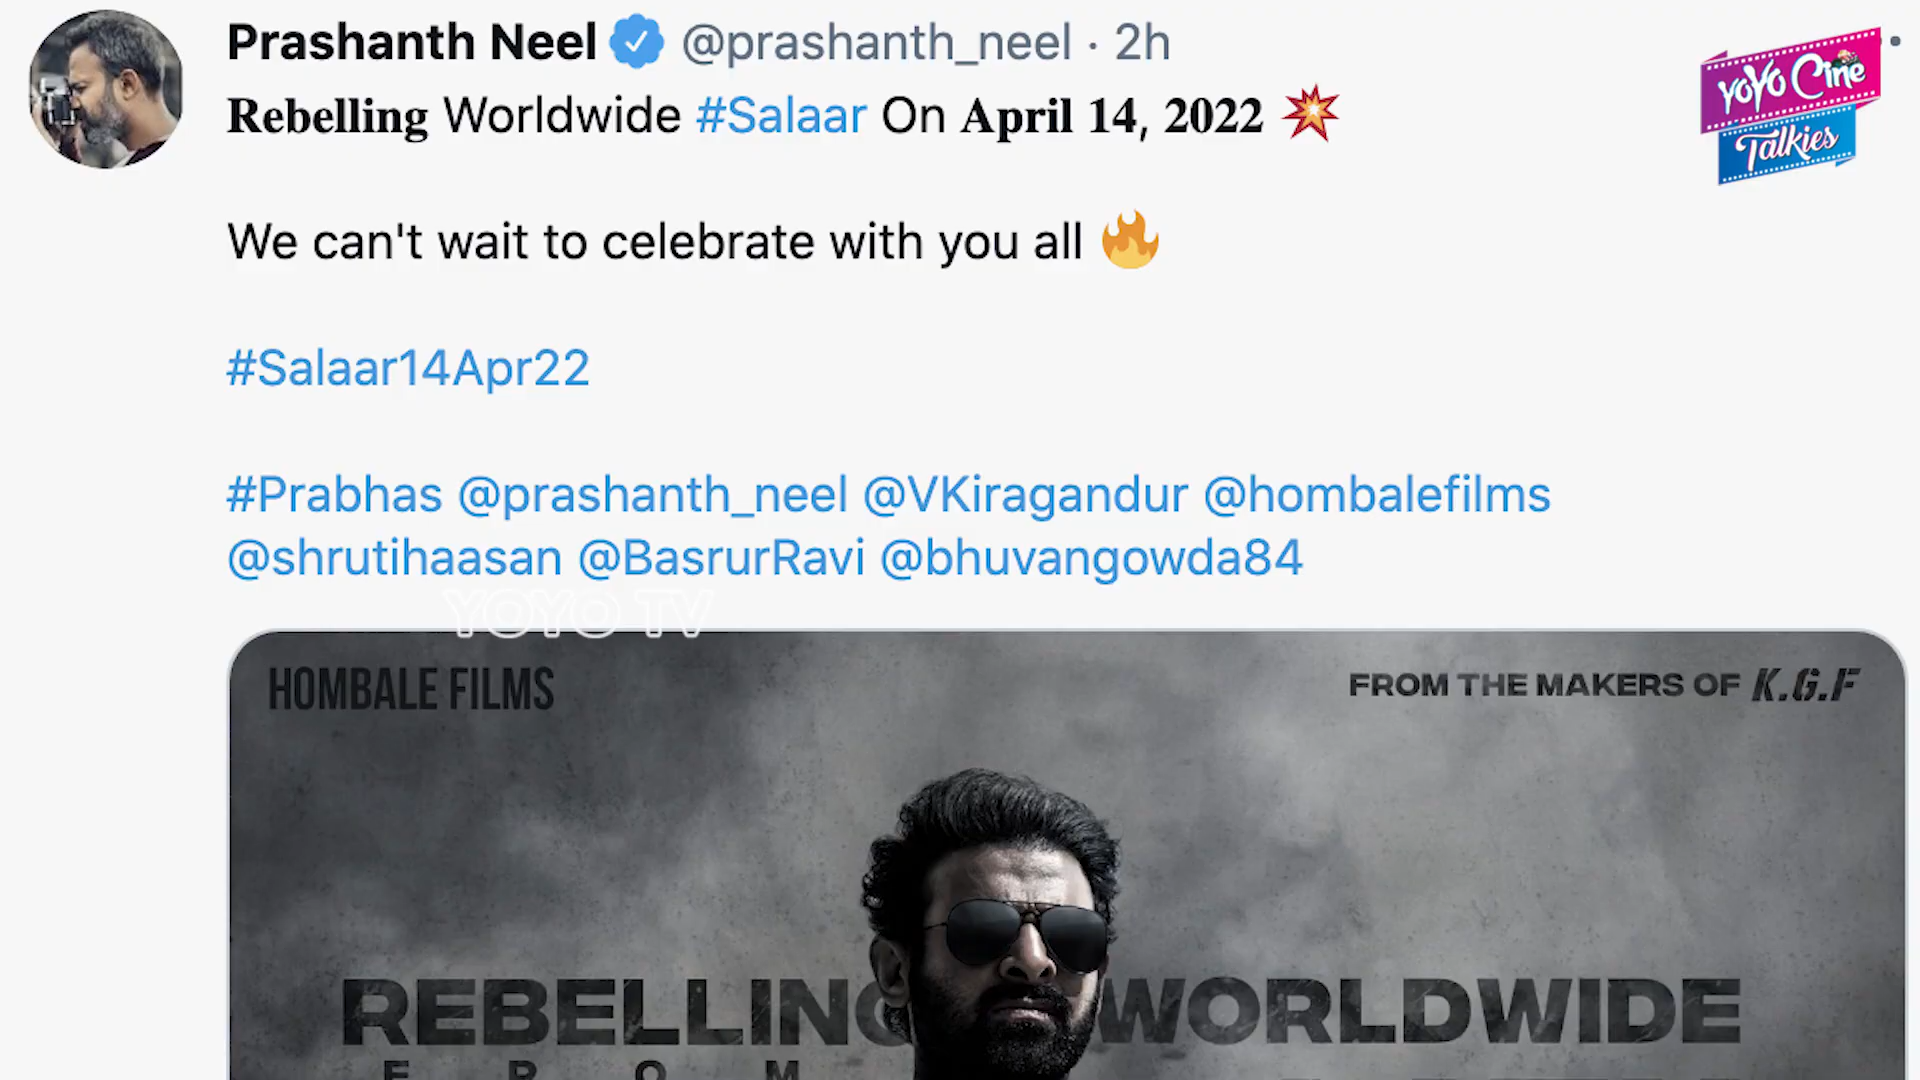 Prashanth Neel @prashanth_neel · 2h
Rebelling Worldwide #Salaar On April 14, 2022 💥
YOYO Cine
Talkies
We can't wait to celebrate with you all 🔥
#Salaar14Apr22
#Prabhas @prashanth_neel @VKiragandur @hombalefilms
@shrutihaasan @BasrurRavi @bhuvangowda84
YOYO TV
HOMBALE FILMS
FROM THE MAKERS OF K.G.F
REBELLING WORLDWIDE
FROM